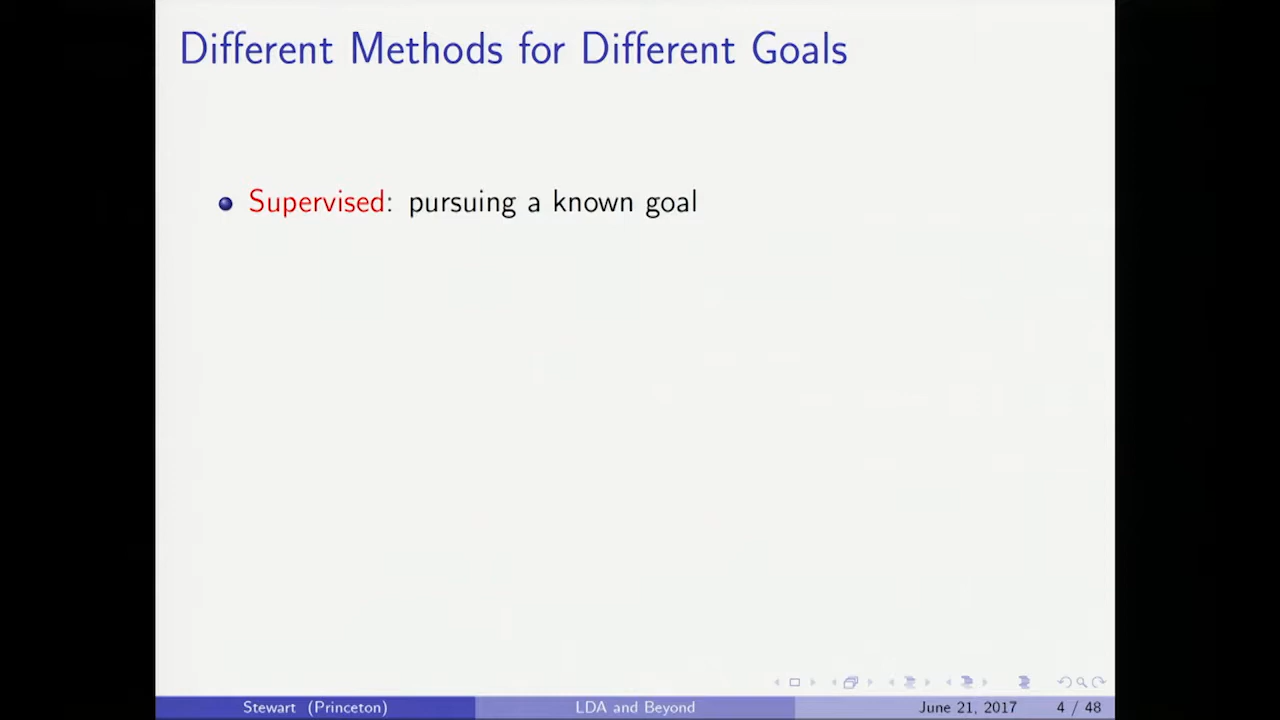 Different Methods for Different Goals
Supervised: pursuing a known goal
Stewart (Princeton) LDA and Beyond June 21, 2017 4 / 48